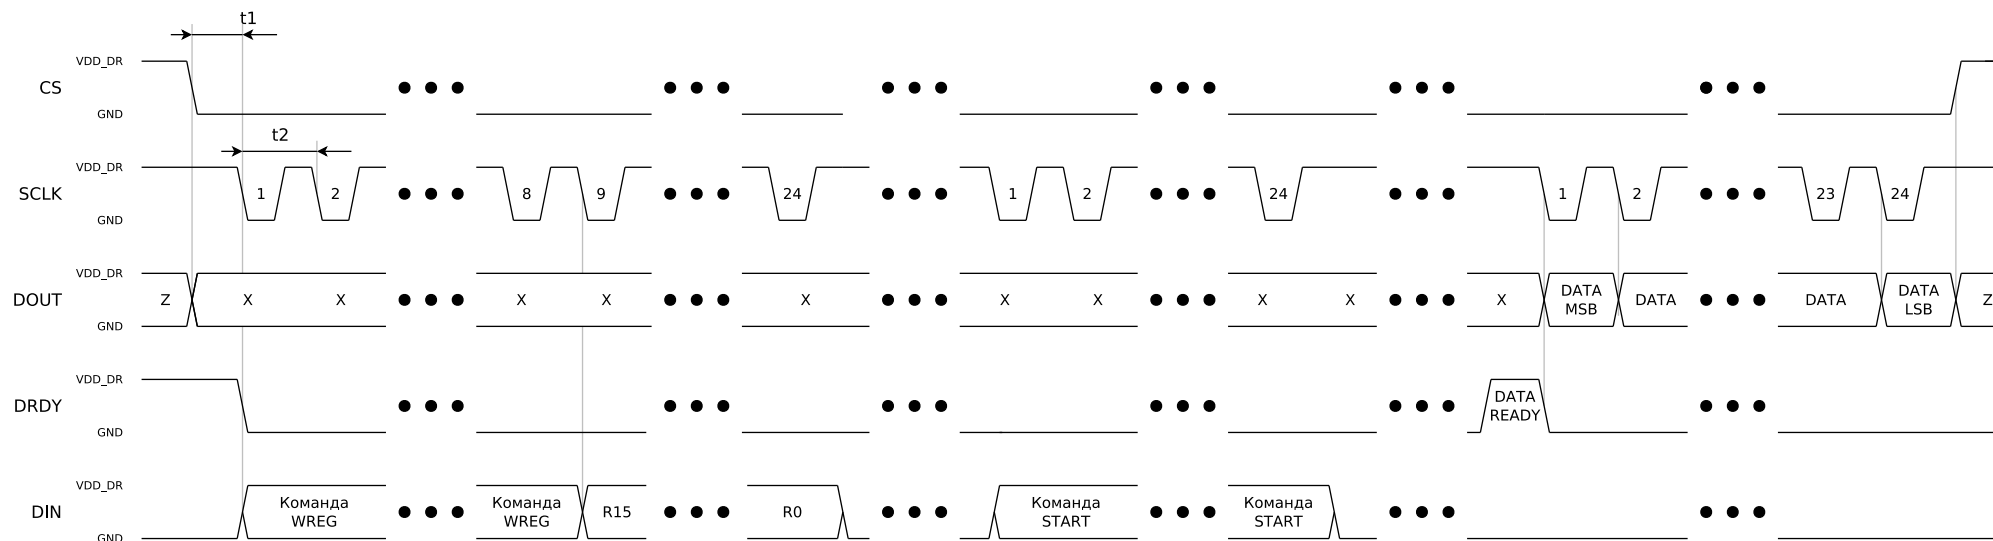 t1
VDD_DR
CS
GND
t2
VDD_DR
SCLK 1 2 8 9 24 1 2 24 1 2 23 24
GND
VDD_DR
DOUT Z X X X X X X X X X X DATA MSB DATA DATA DATA LSB Z
GND
VDD_DR
DRDY DATA READY
GND
VDD_DR
DIN Команда WREG Команда WREG R15 R0 Команда START Команда START
GND